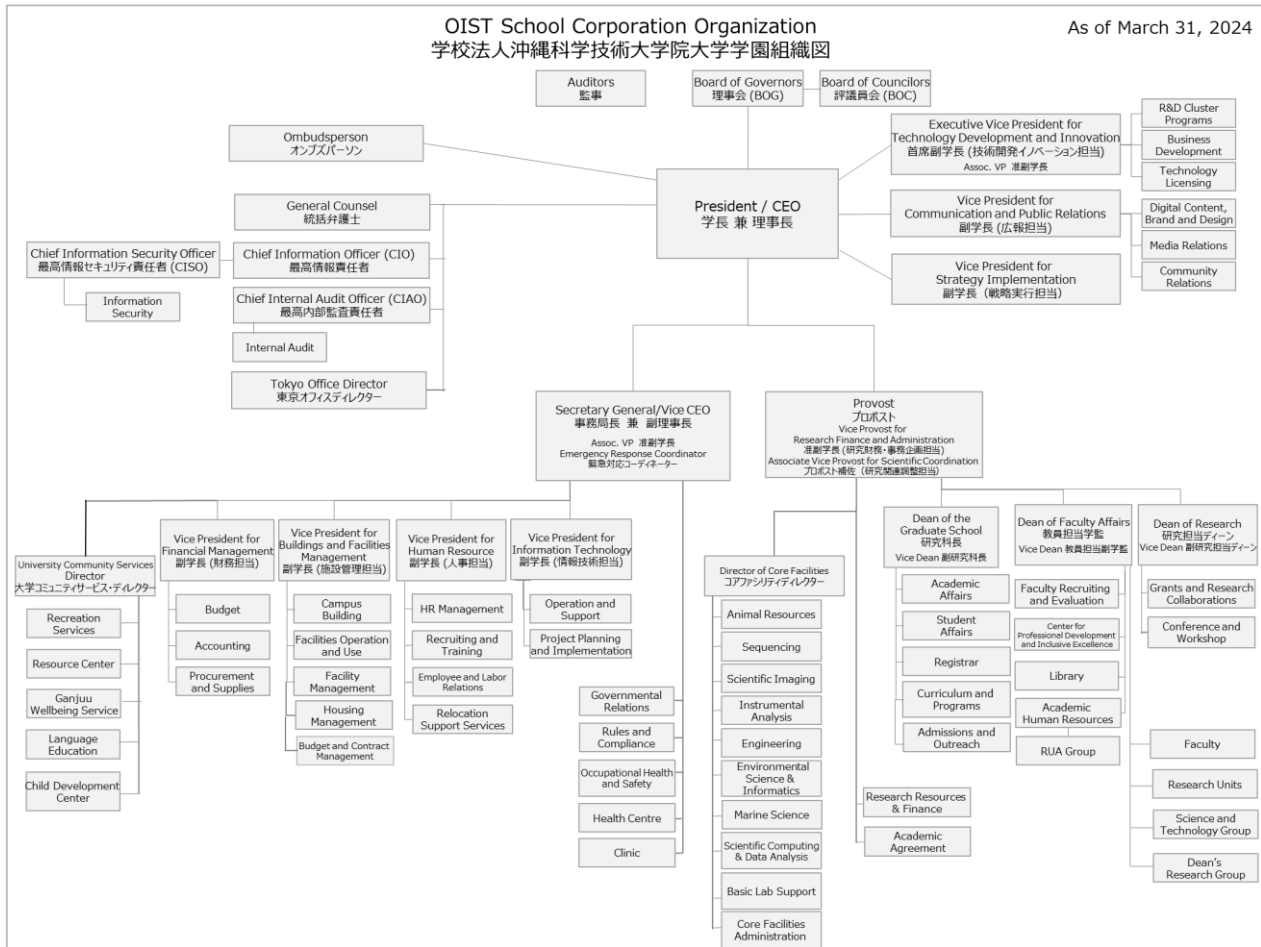 OIST School Corporation Organization
学校法人沖縄科学技術大学院大学学園組織図
As of March 31, 2024
Auditors
監事
Board of Governors
理事会 (BOG)
Board of Councilors
評議員会 (BOC)
Ombudsperson
オンブズパーソン
Executive Vice President for
Technology Development and Innovation
首席副学長 (技術開発イノベーション担当)
Assoc. VP 准副学長
R&D Cluster
Programs
Business
Development
Technology
Licensing
President / CEO
学長 兼 理事長
General Counsel
統括弁護士
Vice President for
Communication and Public Relations
副学長 (広報担当)
Digital Content,
Brand and Design
Media Relations
Community
Relations
Chief Information Security Officer
最高情報セキュリティ責任者 (CISO)
Information
Security
Chief Information Officer (CIO)
最高情報責任者
Vice President for
Strategy Implementation
副学長（戦略実行担当）
Chief Internal Audit Officer (CIAO)
最高内部監査責任者
Internal Audit
Tokyo Office Director
東京オフィスディレクター
Secretary General/Vice CEO
事務局長 兼 副理事長
Assoc. VP 准副学長
Emergency Response Coordinator
緊急対応コーディネーター
Provost
プロボスト
Vice Provost for
Research Finance and Administration
准副学長 (研究財務・事務企画担当)
Associate Vice Provost for Scientific Coordination
プロボスト補佐（研究関連調整担当）
University Community Services
Director
大学コミュニティサービス・ディレクター
Recreation
Services
Resource Center
Ganjuu
Wellbeing Service
Language
Education
Child Development
Center
Vice President for
Financial Management
副学長 (財務担当)
Budget
Accounting
Procurement
and Supplies
Vice President for
Buildings and Facilities
Management
副学長 (施設管理担当)
Campus
Building
Facilities Operation
and Use
Facility
Management
Housing
Management
Budget and Contract
Management
Vice President for
Human Resource
副学長 (人事担当)
HR Management
Recruiting and
Training
Employee and Labor
Relations
Relocation
Support Services
Vice President for
Information Technology
副学長 (情報技術担当)
Operation and
Support
Project Planning
and Implementation
Governmental
Relations
Rules and
Compliance
Occupational Health
and Safety
Health Centre
Clinic
Director of Core Facilities
コアファシリティディレクター
Animal Resources
Sequencing
Scientific Imaging
Instrumental
Analysis
Engineering
Environmental
Science &
Informatics
Marine Science
Scientific Computing
& Data Analysis
Basic Lab Support
Core Facilities
Administration
Research Resources
& Finance
Academic
Agreement
Dean of the
Graduate School
研究科長
Vice Dean 副研究科長
Academic
Affairs
Student
Affairs
Registrar
Curriculum and
Programs
Admissions and
Outreach
Dean of Faculty Affairs
教員担当学監
Vice Dean 教員担当副学監
Faculty Recruiting
and Evaluation
Center for
Professional Development
and Inclusive Excellence
Library
Academic
Human Resources
RUA Group
Dean of Research
研究担当ディーン
Vice Dean 副研究担当ディーン
Grants and Research
Collaborations
Conference and
Workshop
Faculty
Research Units
Science and
Technology Group
Dean's
Research Group